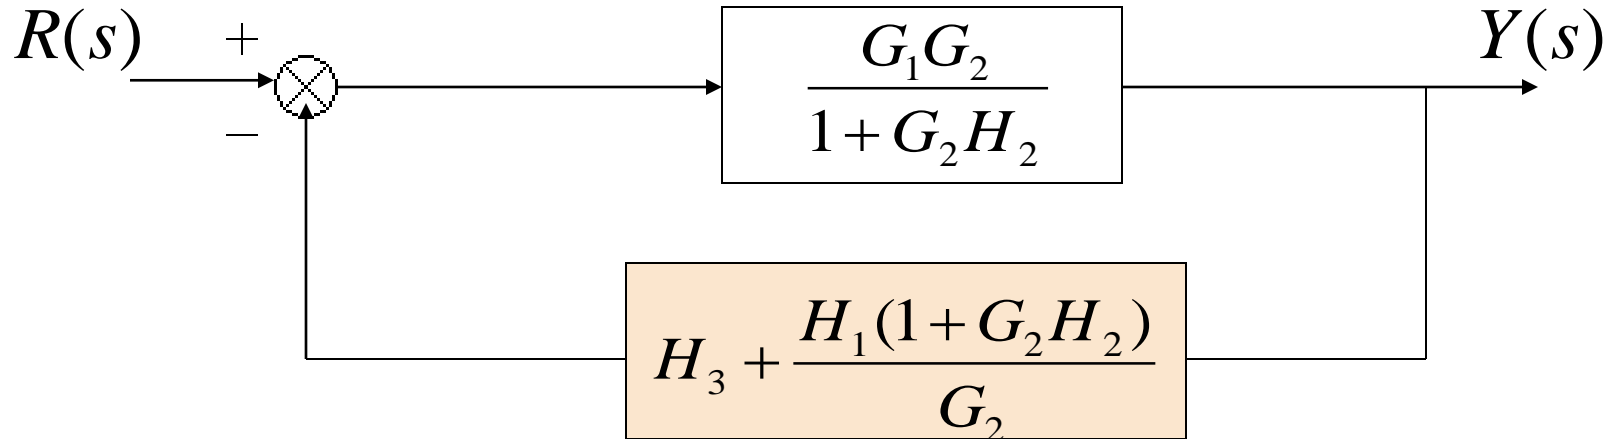 R(s) + G₁G₂ Y(s)
− 1 + G₂H₂
H₃ + H₁(1 + G₂H₂)
G₂